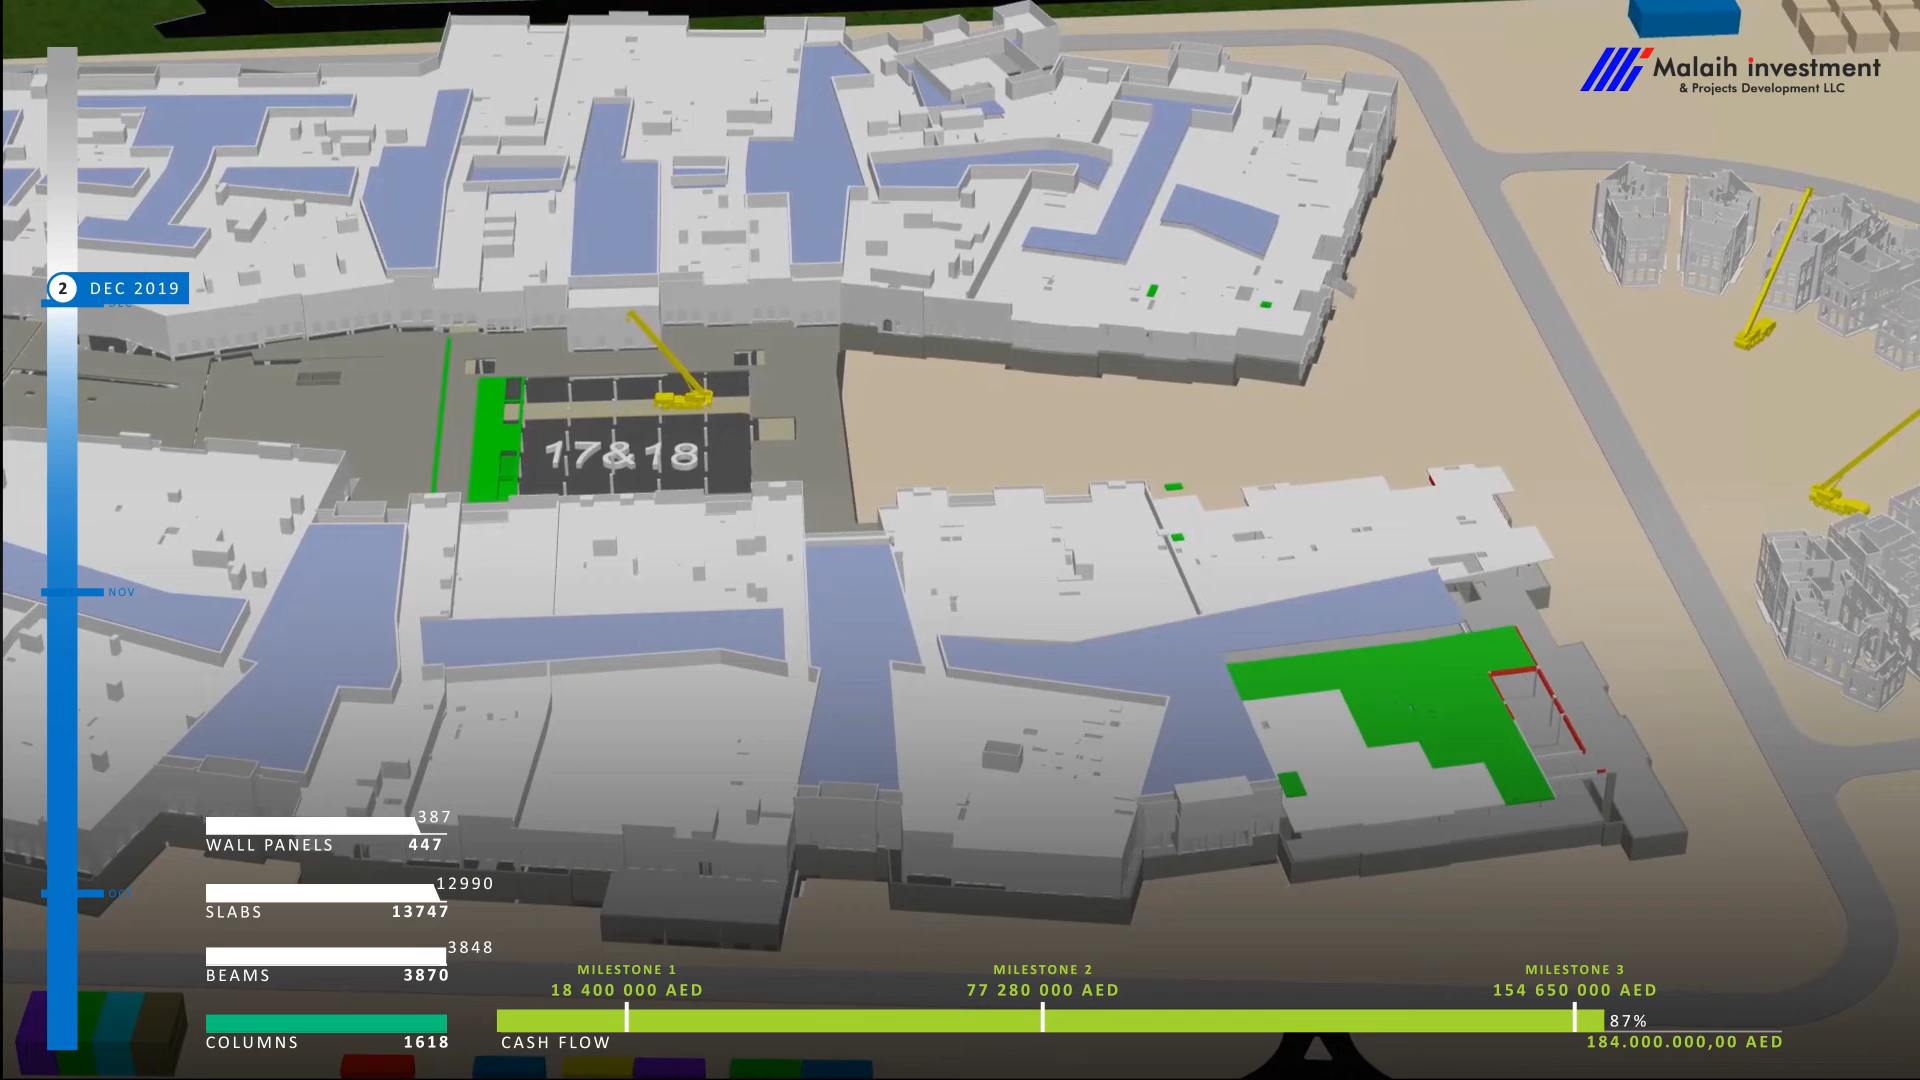 Malaih investment
& Projects Development LLC
2 DEC 2019
DEC
17&18
NOV
OCT
387
WALL PANELS 447
12990
SLABS 13747
3848
BEAMS 3870
COLUMNS 1618
MILESTONE 1
18 400 000 AED
MILESTONE 2
77 280 000 AED
MILESTONE 3
154 650 000 AED
87%
CASH FLOW
184.000.000,00 AED